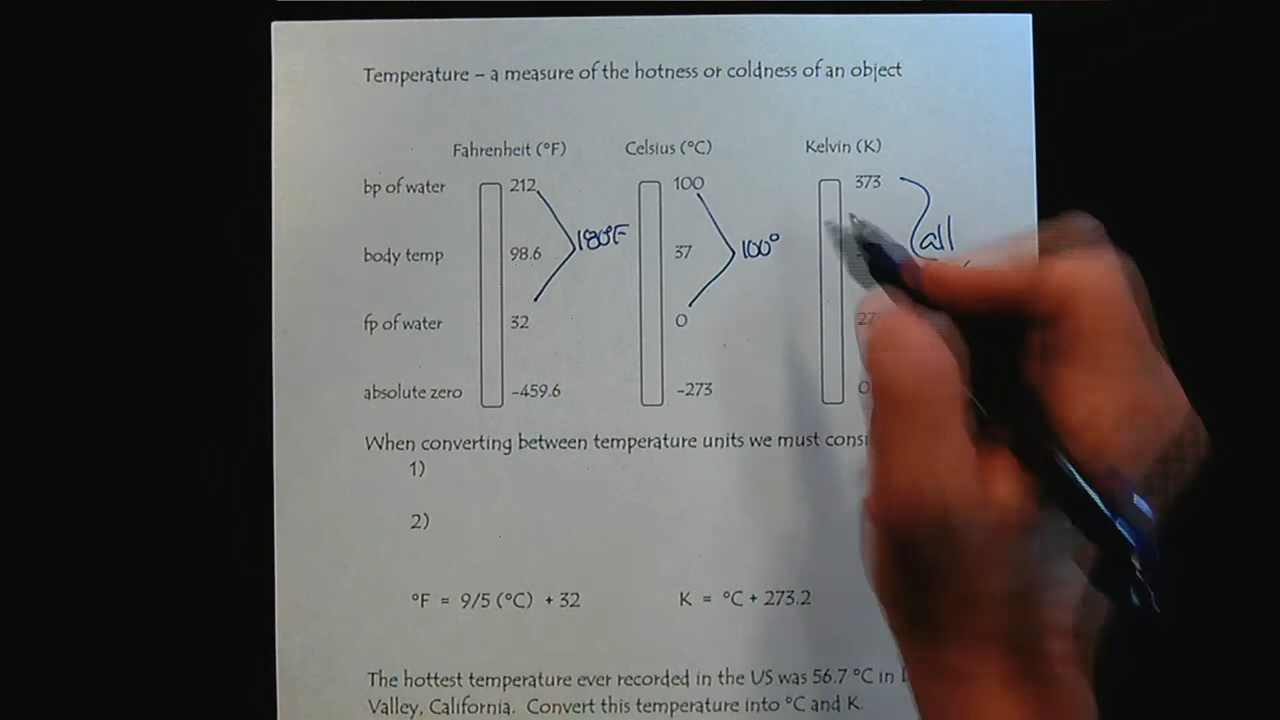 Temperature – a measure of the hotness or coldness of an object
Fahrenheit (°F) Celsius (°C) Kelvin (K)
bp of water 212 100 373
180°F 100° all
body temp 98.6 37
fp of water 32 0 27
absolute zero -459.6 -273 0
When converting between temperature units we must consi
1)
2)
°F = 9/5 (°C) + 32 K = °C + 273.2
The hottest temperature ever recorded in the US was 56.7 °C in
Valley, California. Convert this temperature into °C and K.